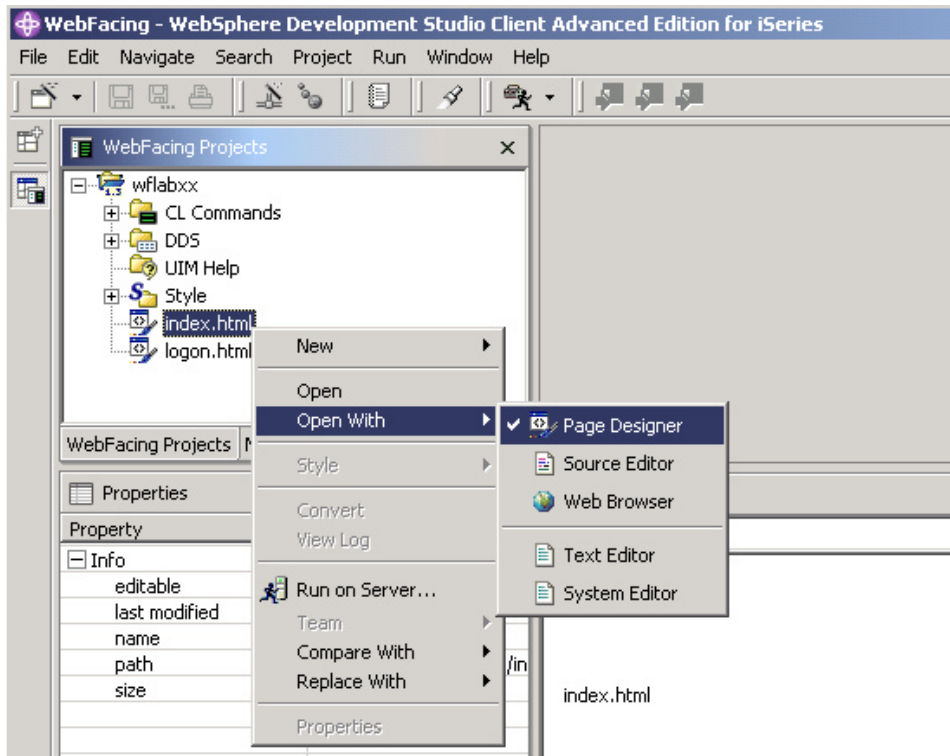 WebFacing - WebSphere Development Studio Client Advanced Edition for iSeries
File Edit Navigate Search Project Run Window Help
WebFacing Projects
wflabxx
CL Commands
DDS
UIM Help
Style
index.html
logon.html
WebFacing Projects
New
Open
Open With
Style
Convert
View Log
Run on Server...
Team
Compare With
Replace With
Properties
Page Designer
Source Editor
Web Browser
Text Editor
System Editor
Properties
Property
Info
editable
last modified
name
path /in
size
index.html